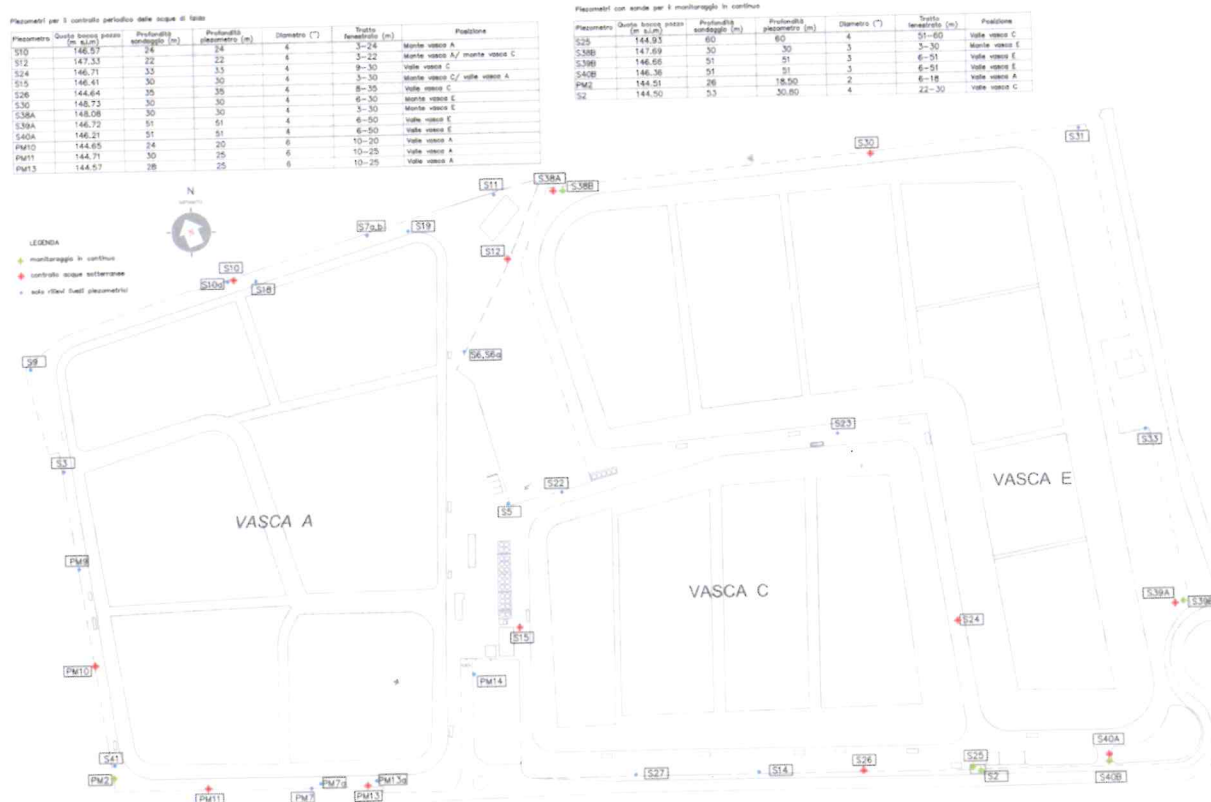 Piezometri per il controllo periodico delle acque di falda
Piezometro Quota bocca pozzo (m s.l.m) Profondità sondaggio (m) Profondità piezometro (m) Diametro (") Tratto fenestrato (m) Posizione
S10 146.57 24 24 4 3-24 Monte vasca A
S12 147.33 22 22 4 3-22 Monte vasca A/ monte vasca C
S24 146.71 33 33 4 9-30 Valle vasca C
S15 146.41 30 30 4 3-30 Monte vasca C/ valle vasca A
S26 144.64 35 35 4 8-35 Valle vasca C
S30 148.73 30 30 4 6-30 Monte vasca E
S38A 148.08 30 30 4 3-30 Monte vasca E
S39A 146.72 51 51 4 6-50 Valle vasca E
S40A 146.21 51 51 4 6-50 Valle vasca E
PM10 144.65 24 20 6 10-20 Valle vasca A
PM11 144.71 30 25 6 10-25 Valle vasca A
PM13 144.57 28 25 6 10-25 Valle vasca A
Piezometri con sonde per il monitoraggio in continuo
Piezometro Quota bocca pozzo (m s.l.m) Profondità sondaggio (m) Profondità piezometro (m) Diametro (") Tratto fenestrato (m) Posizione
S25 144.93 60 60 4 51-60 Valle vasca C
S38B 147.69 30 30 3 3-30 Monte vasca E
S39B 146.66 51 51 3 6-51 Valle vasca E
S40B 146.36 51 51 3 6-51 Valle vasca E
PM2 144.51 26 18.50 2 6-18 Valle vasca A
S2 144.50 53 30.80 4 22-30 Valle vasca C
N
LEGENDA
monitoraggio in continuo
controllo acque sotterranee
solo rilievi livelli piezometrici
S31
S30
S38A
S38B
S11
S7a,b
S19
S12
S10
S10a
S18
S9
S6,S6a
S23
S33
S3
S22
S5
VASCA A
VASCA E
VASCA C
PM9
S39A
S39B
S24
S15
PM10
PM14
S41
PM2
PM11
PM7
PM7a
PM13
PM13a
S27
S14
S26
S25
S2
S40A
S40B